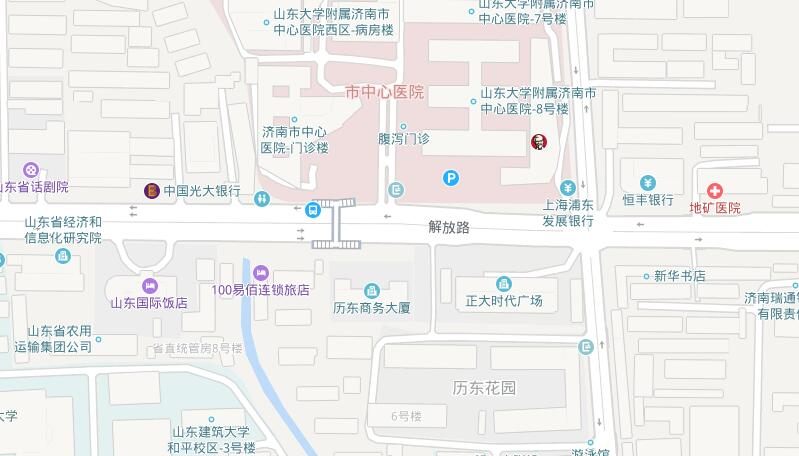 山东大学附属济南市
中心医院西区-病房楼
山东大学附属济南市
中心医院-7号楼
市中心医院
山东大学附属济南市
中心医院-8号楼
济南市中心
医院-门诊楼
腹泻门诊
P
山东省话剧院
中国光大银行
上海浦东
发展银行
恒丰银行
地矿医院
山东省经济和
信息化研究院
解放路
山东国际饭店
100易佰连锁旅店
历东商务大厦
正大时代广场
新华书店
济南瑞通
有限责任
山东省农用
运输集团公司
省直统管房8号楼
历东花园
6号楼
大学
山东建筑大学
和平校区-3号楼
游泳馆